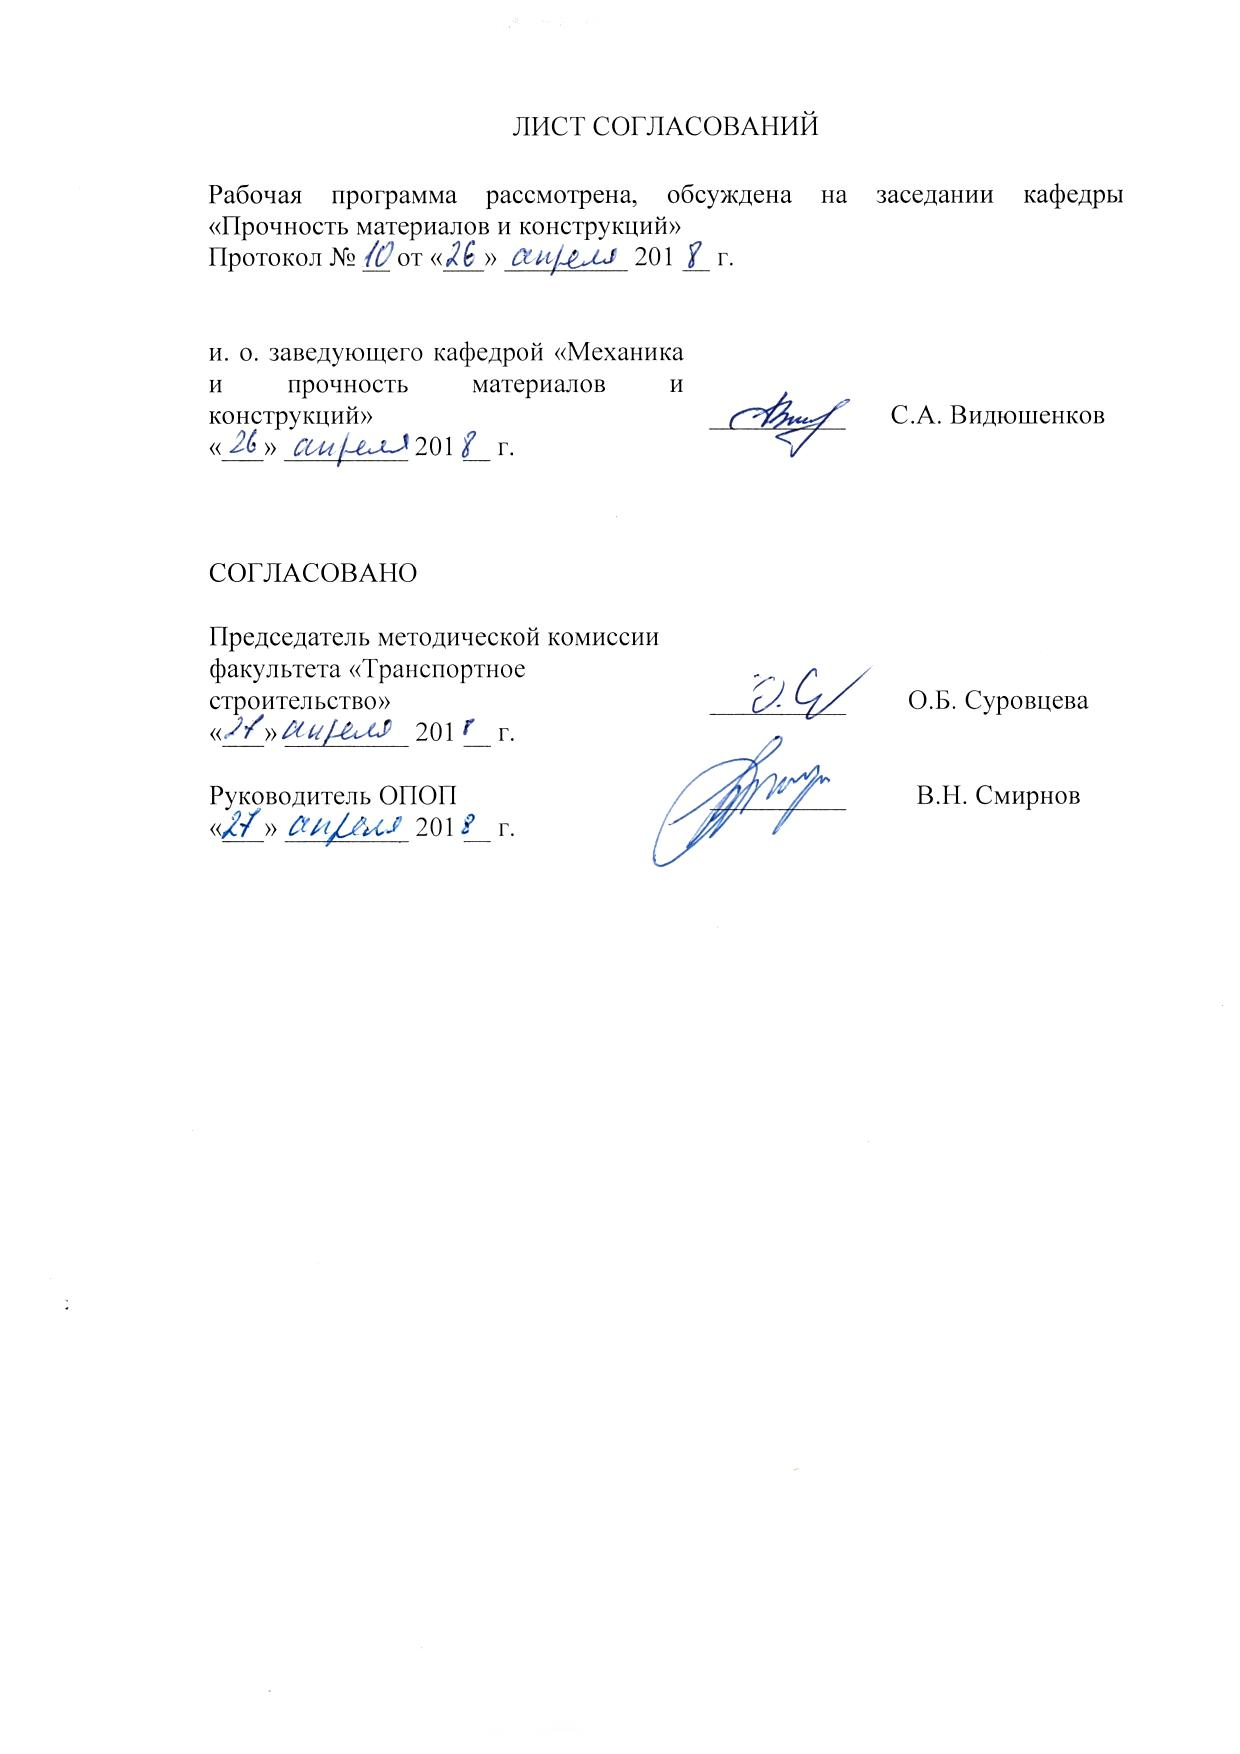 ЛИСТ СОГЛАСОВАНИЙ
Рабочая программа рассмотрена, обсуждена на заседании кафедры
«Прочность материалов и конструкций»
Протокол № 10 от «26» апреля 2018 г.
и. о. заведующего кафедрой «Механика
и прочность материалов и
конструкций» С.А. Видюшенков
«26» апреля 2018 г.
СОГЛАСОВАНО
Председатель методической комиссии
факультета «Транспортное
строительство» О.Б. Суровцева
«27» апреля 2018 г.
Руководитель ОПОП В.Н. Смирнов
«27» апреля 2018 г.